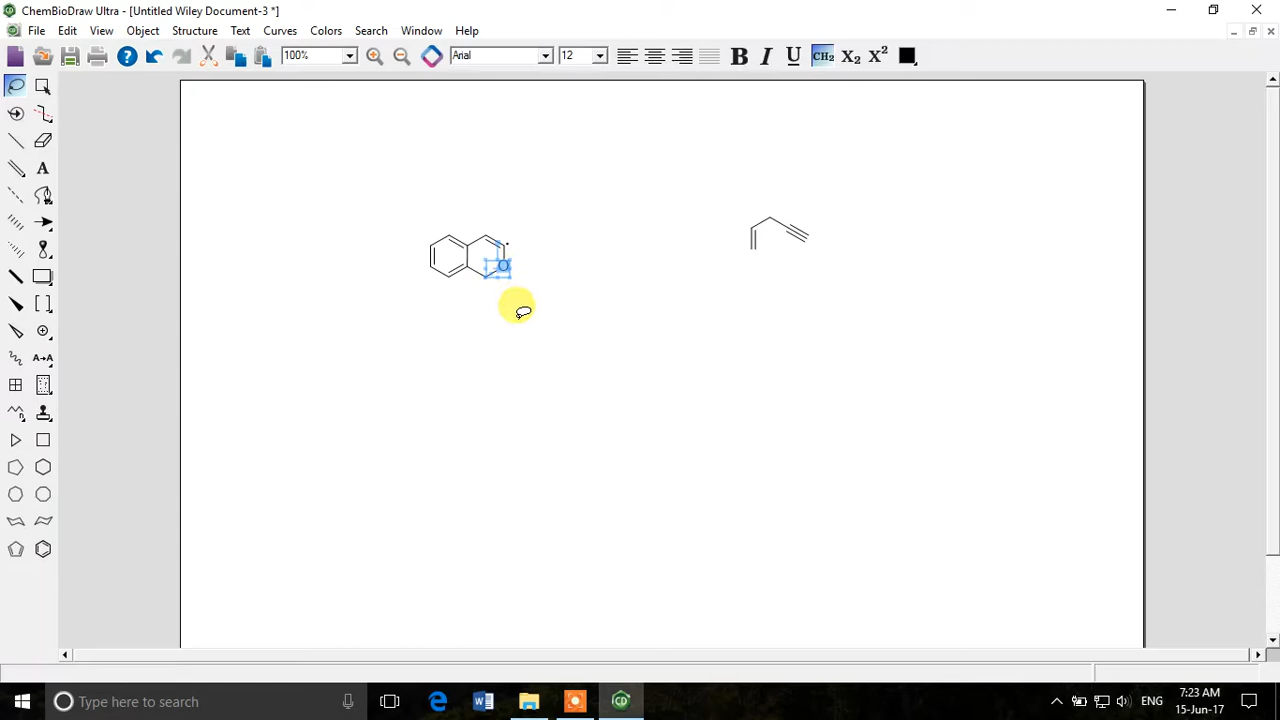 ChemBioDraw Ultra - [Untitled Wiley Document-3 *]
File Edit View Object Structure Text Curves Colors Search Window Help
100% Arial 12 B I U CH₂ X₂ X²
A
A→A
O
Type here to search
ENG
7:23 AM
15-Jun-17